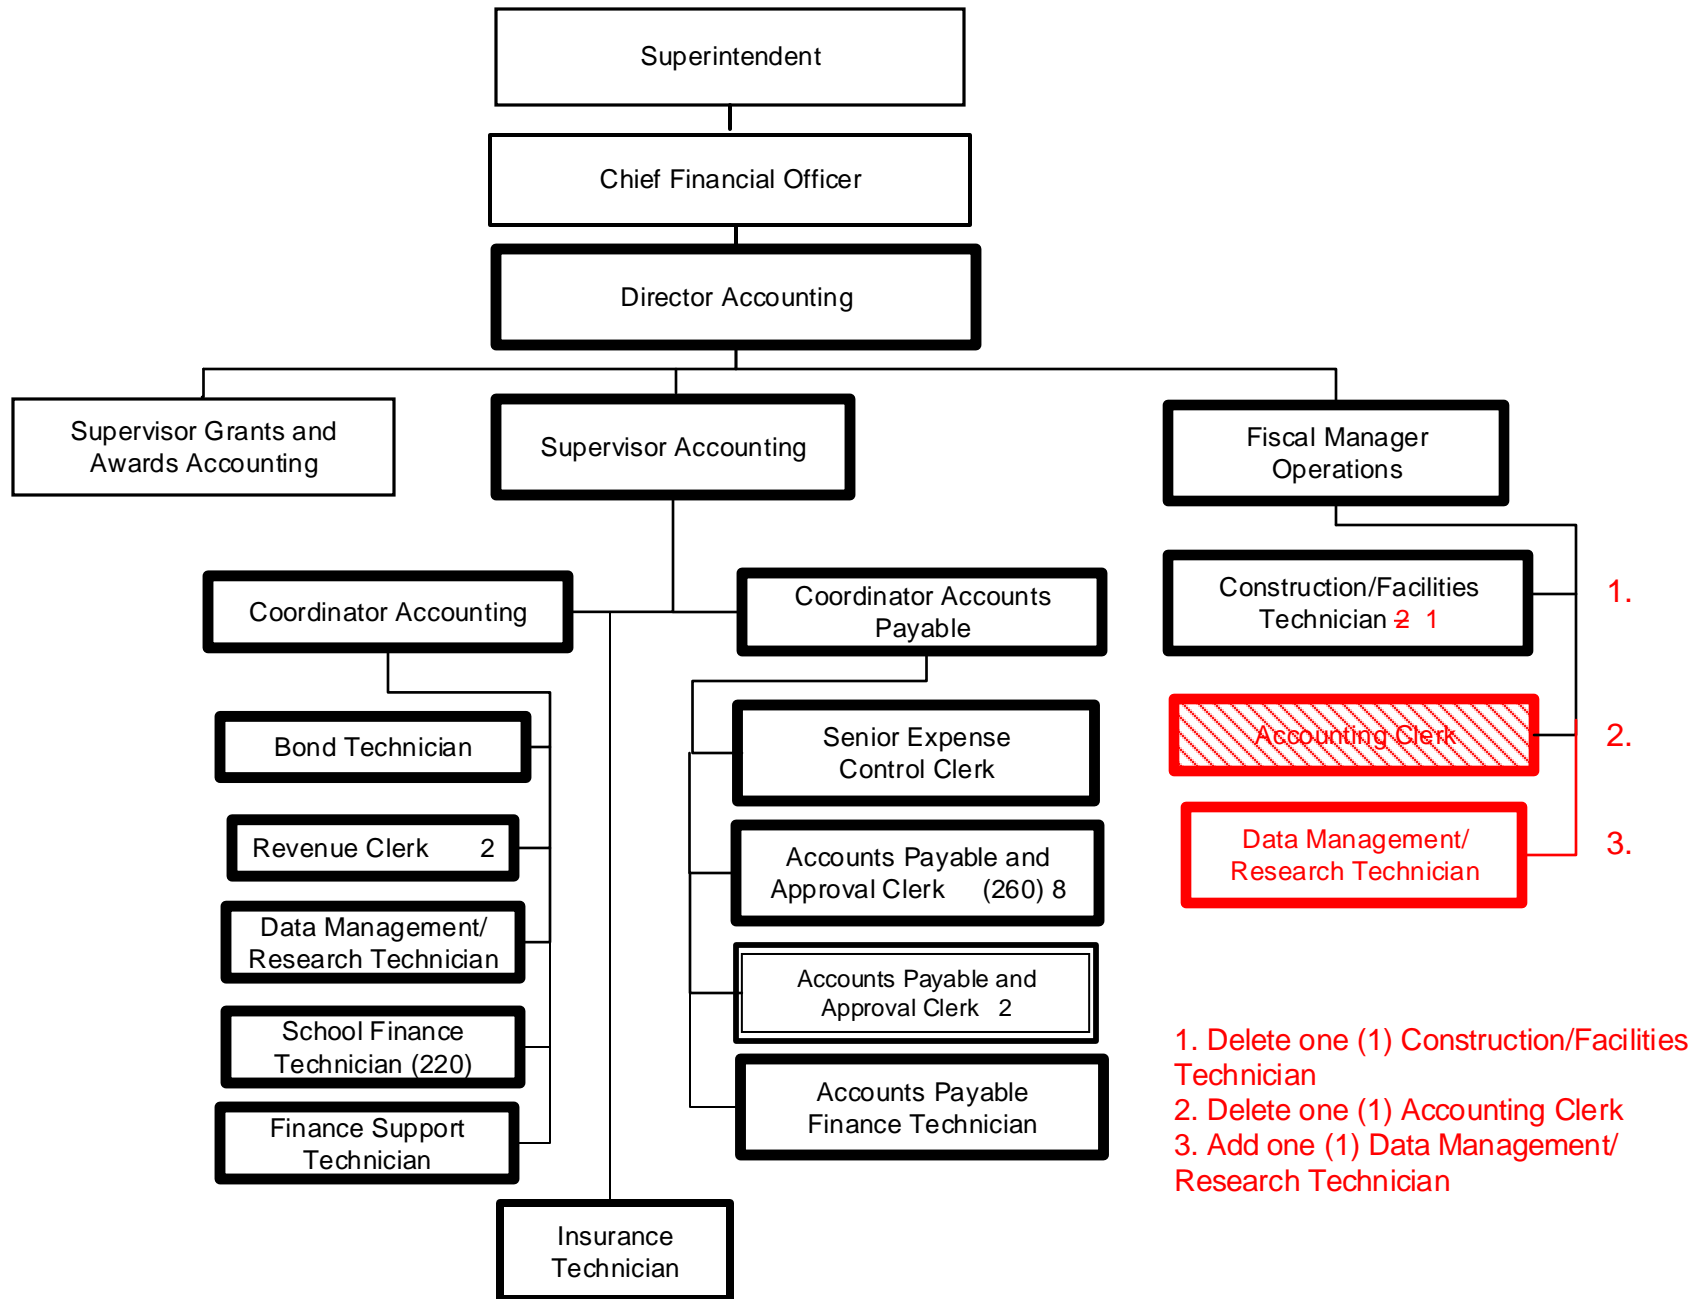 Superintendent
Chief Financial Officer
Director Accounting
Supervisor Grants and
Awards Accounting
Supervisor Accounting
Fiscal Manager
Operations
Coordinator Accounting
Coordinator Accounts
Payable
Construction/Facilities
Technician 2 1
1.
Bond Technician
Senior Expense
Control Clerk
Accounting Clerk
2.
Revenue Clerk 2
Accounts Payable and
Approval Clerk (260) 8
Data Management/
Research Technician
3.
Data Management/
Research Technician
Accounts Payable and
Approval Clerk 2
School Finance
Technician (220)
Accounts Payable
Finance Technician
Finance Support
Technician
Insurance
Technician
1. Delete one (1) Construction/Facilities
Technician
2. Delete one (1) Accounting Clerk
3. Add one (1) Data Management/
Research Technician